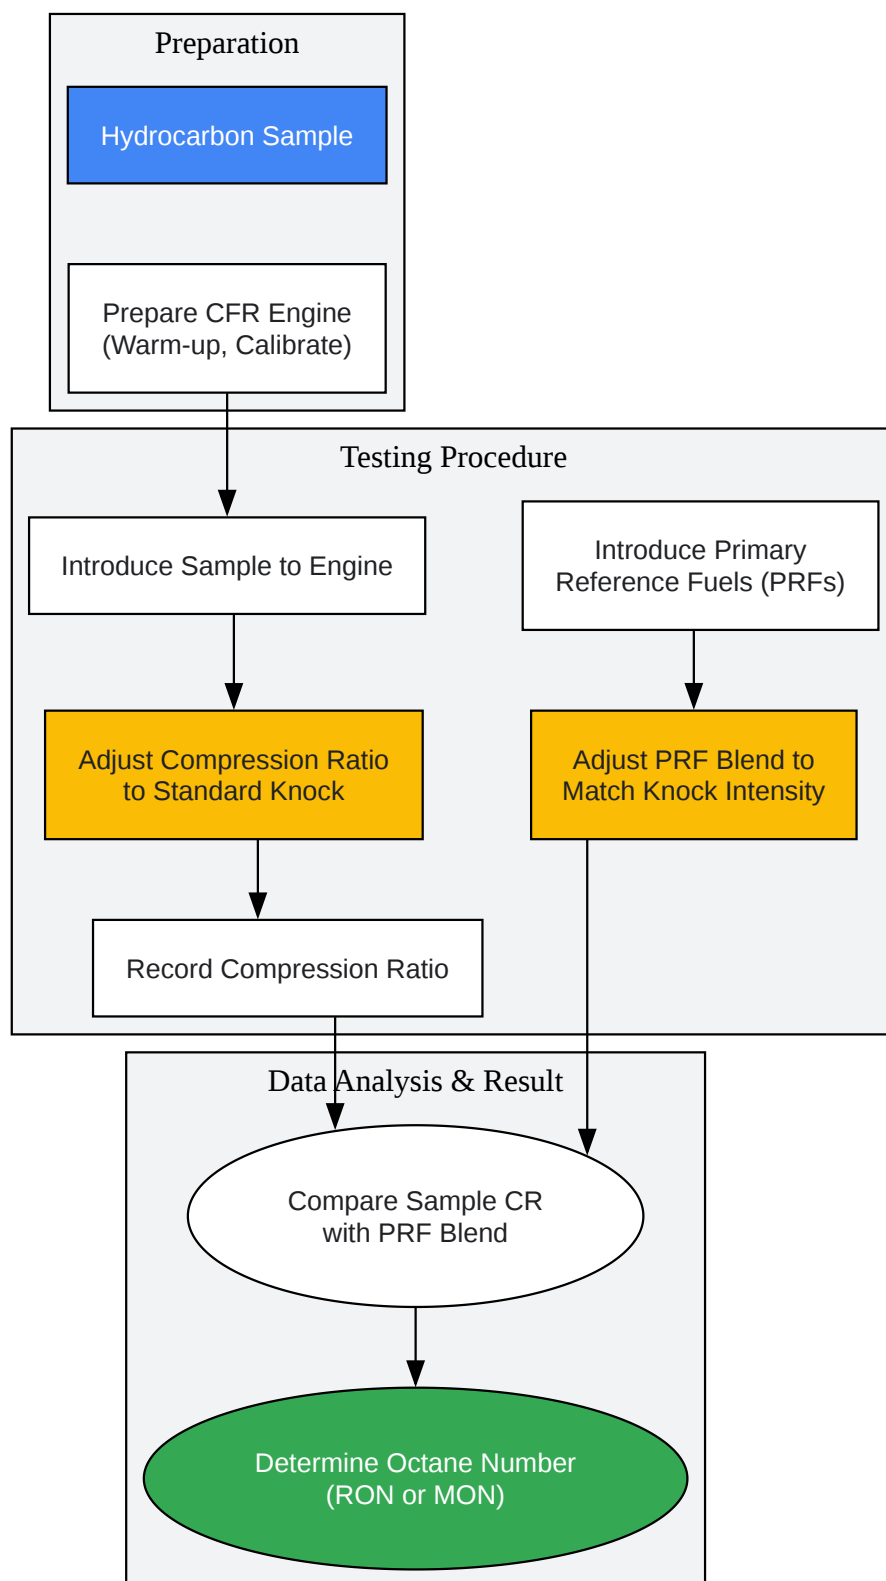 Preparation
Hydrocarbon Sample
Prepare CFR Engine
(Warm-up, Calibrate)
Testing Procedure
Introduce Sample to Engine
Introduce Primary
Reference Fuels (PRFs)
Adjust Compression Ratio
to Standard Knock
Adjust PRF Blend to
Match Knock Intensity
Record Compression Ratio
Data Analysis & Result
Compare Sample CR
with PRF Blend
Determine Octane Number
(RON or MON)